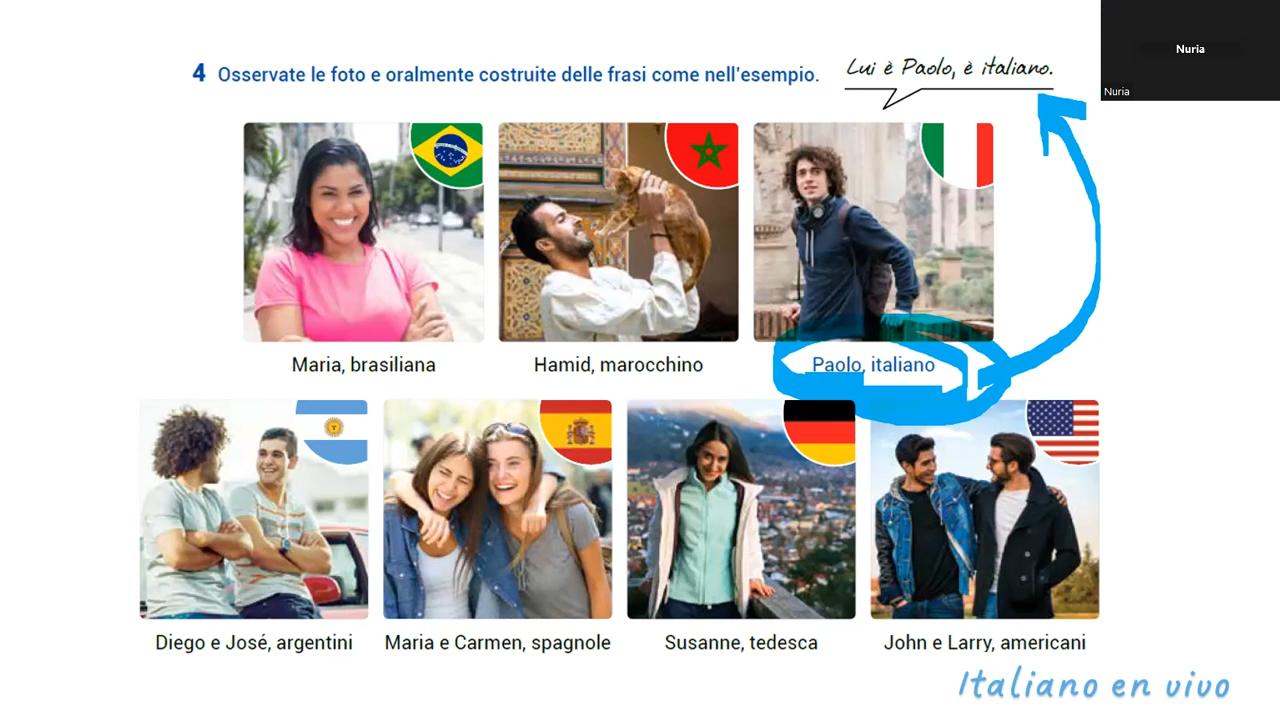 Nuria
Nuria
4 Osservate le foto e oralmente costruite delle frasi come nell'esempio.
Lui è Paolo, è italiano.
Maria, brasiliana
Hamid, marocchino
Paolo, italiano
Diego e José, argentini
Maria e Carmen, spagnole
Susanne, tedesca
John e Larry, americani
Italiano en vivo